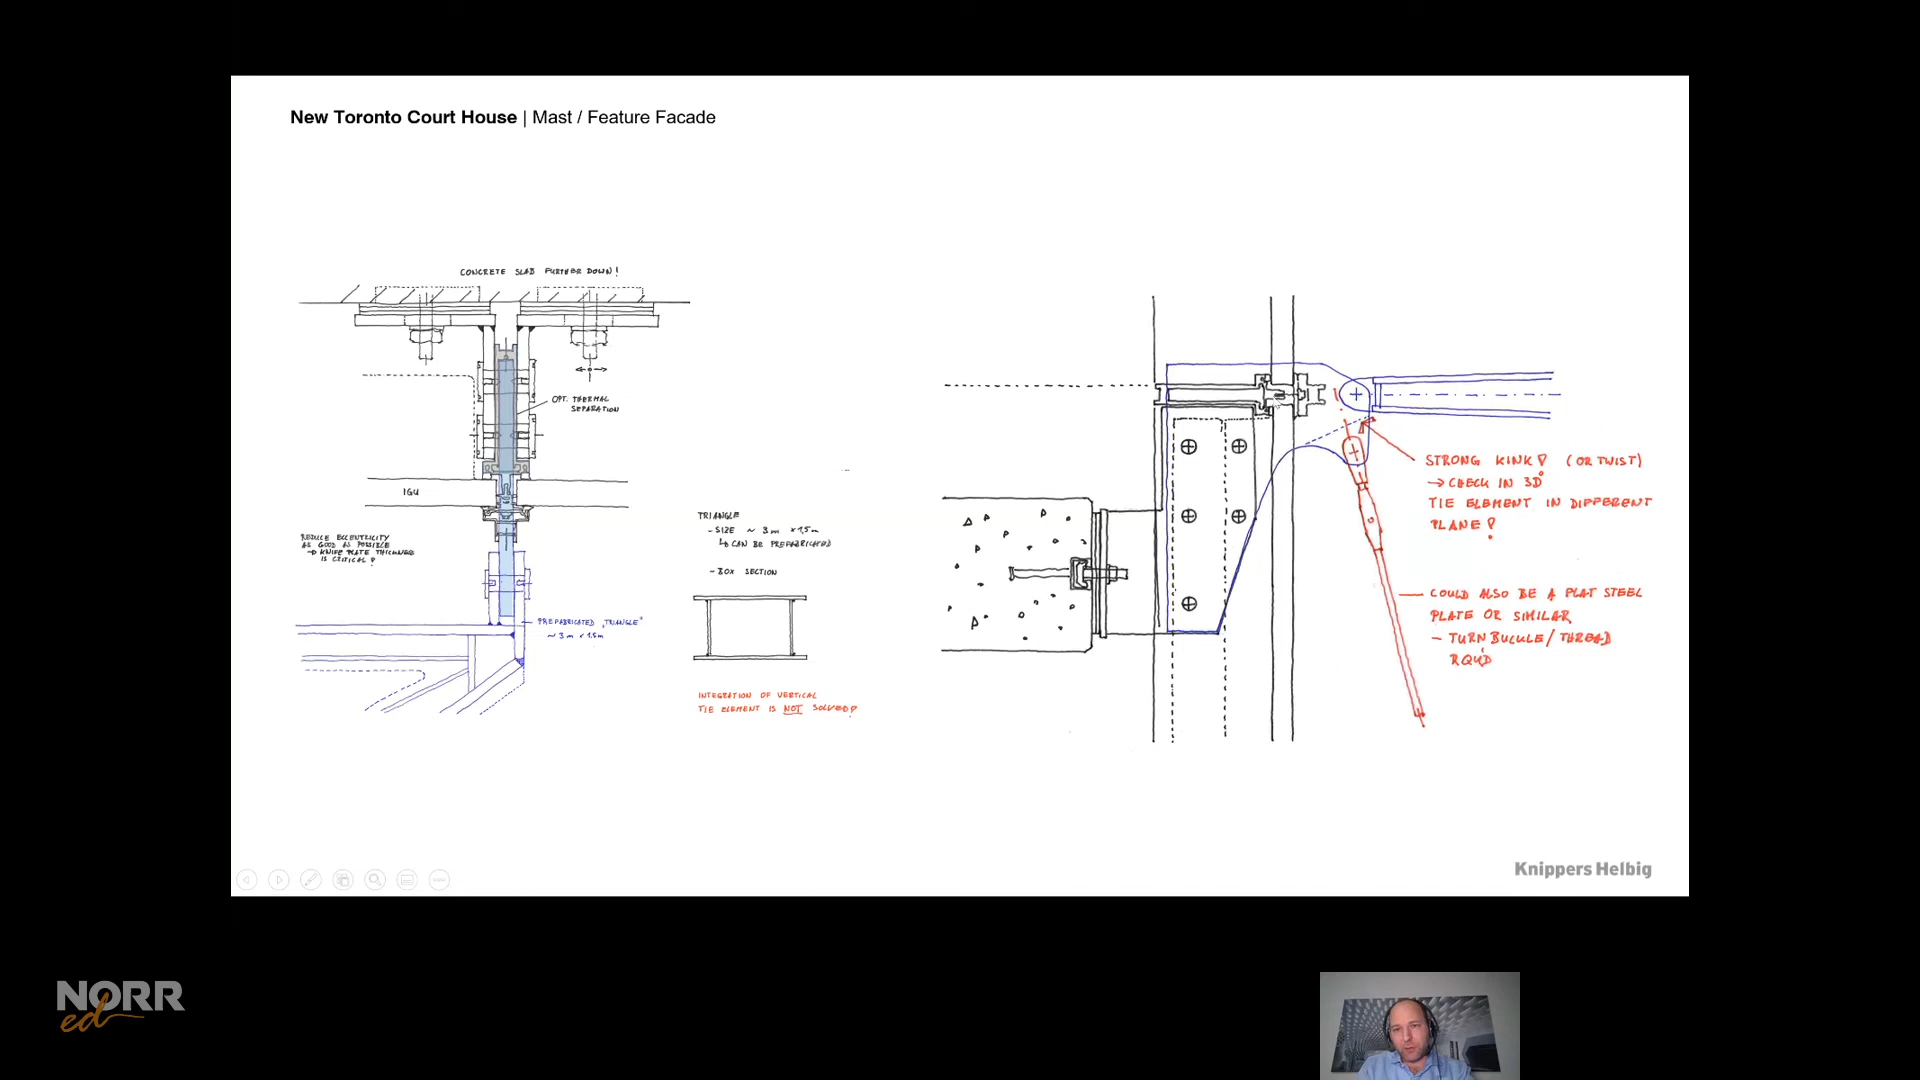 New Toronto Court House | Mast / Feature Facade
CONCRETE SLAB FURTHER DOWN!
OPT. THERMAL
SEPARATION
IGU
REDUCE ECCENTRICITY
AS GOOD AS POSSIBLE
→ KNIFE PLATE THICKNESS
IS CRITICAL!
PREFABRICATED "TRIANGLE"
~ 3 m x 1.5m
TRIANGLE
- SIZE ~ 3 m x 1,5m
↳ CAN BE PREFABRICATED
- BOX SECTION
INTEGRATION OF VERTICAL
TIE ELEMENT IS NOT SOLVED!
STRONG KINK! (OR TWIST)
→ CHECK IN 3D!
TIE ELEMENT IN DIFFERENT
PLANE!
COULD ALSO BE A FLAT STEEL
PLATE OR SIMILAR
- TURNBUCKLE / THREAD
RQU'D
Knippers Helbig
NORR
ed